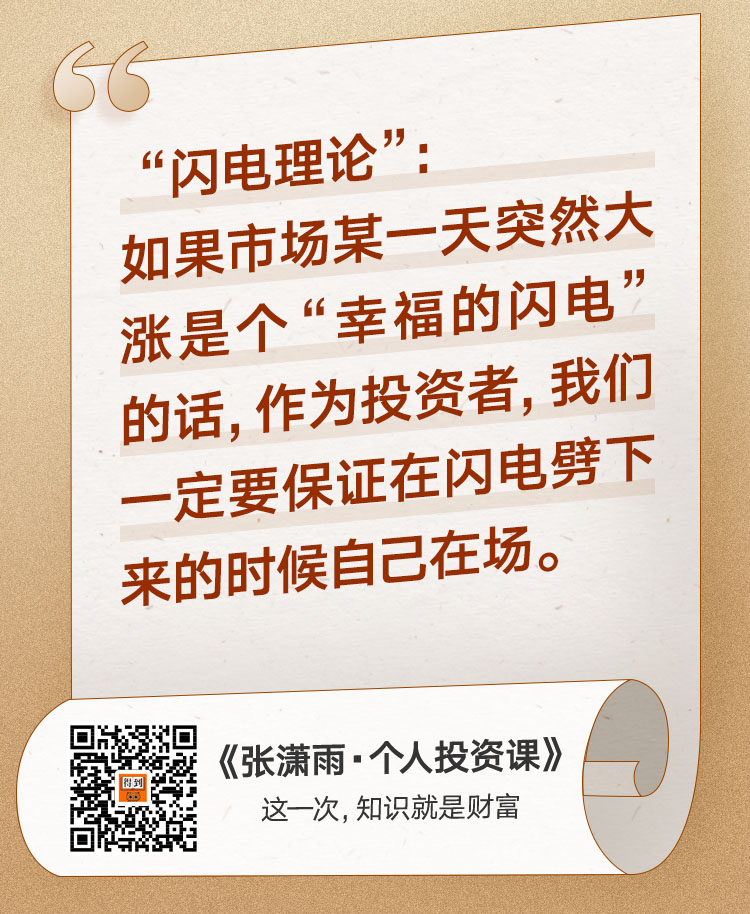 “闪电理论”：
如果市场某一天突然大
涨是个“幸福的闪电”
的话，作为投资者，我们
一定要保证在闪电劈下
来的时候自己在场。
得到
《张潇雨·个人投资课》
这一次，知识就是财富